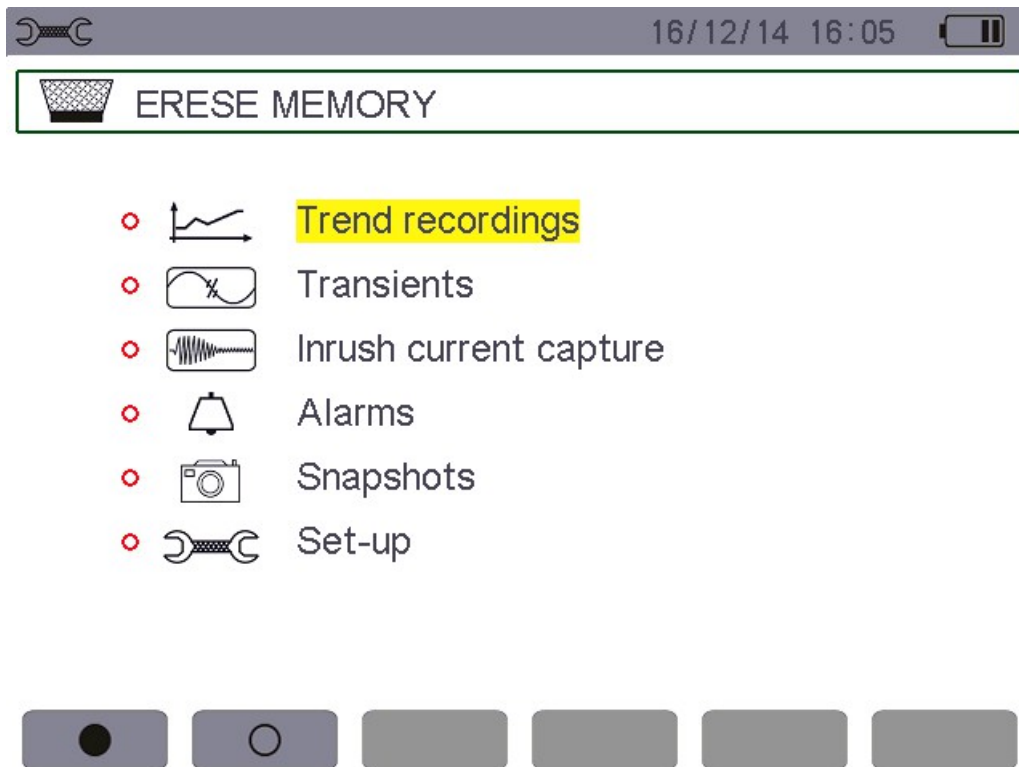 16/12/14 16:05
ERESE MEMORY
Trend recordings
Transients
Inrush current capture
Alarms
Snapshots
Set-up